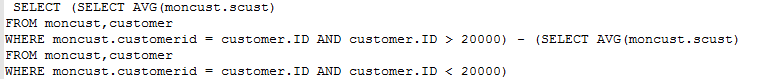 SELECT (SELECT AVG(moncust.scust)
FROM moncust,customer
WHERE moncust.customerid = customer.ID AND customer.ID > 20000) - (SELECT AVG(moncust.scust)
FROM moncust,customer
WHERE moncust.customerid = customer.ID AND customer.ID < 20000)